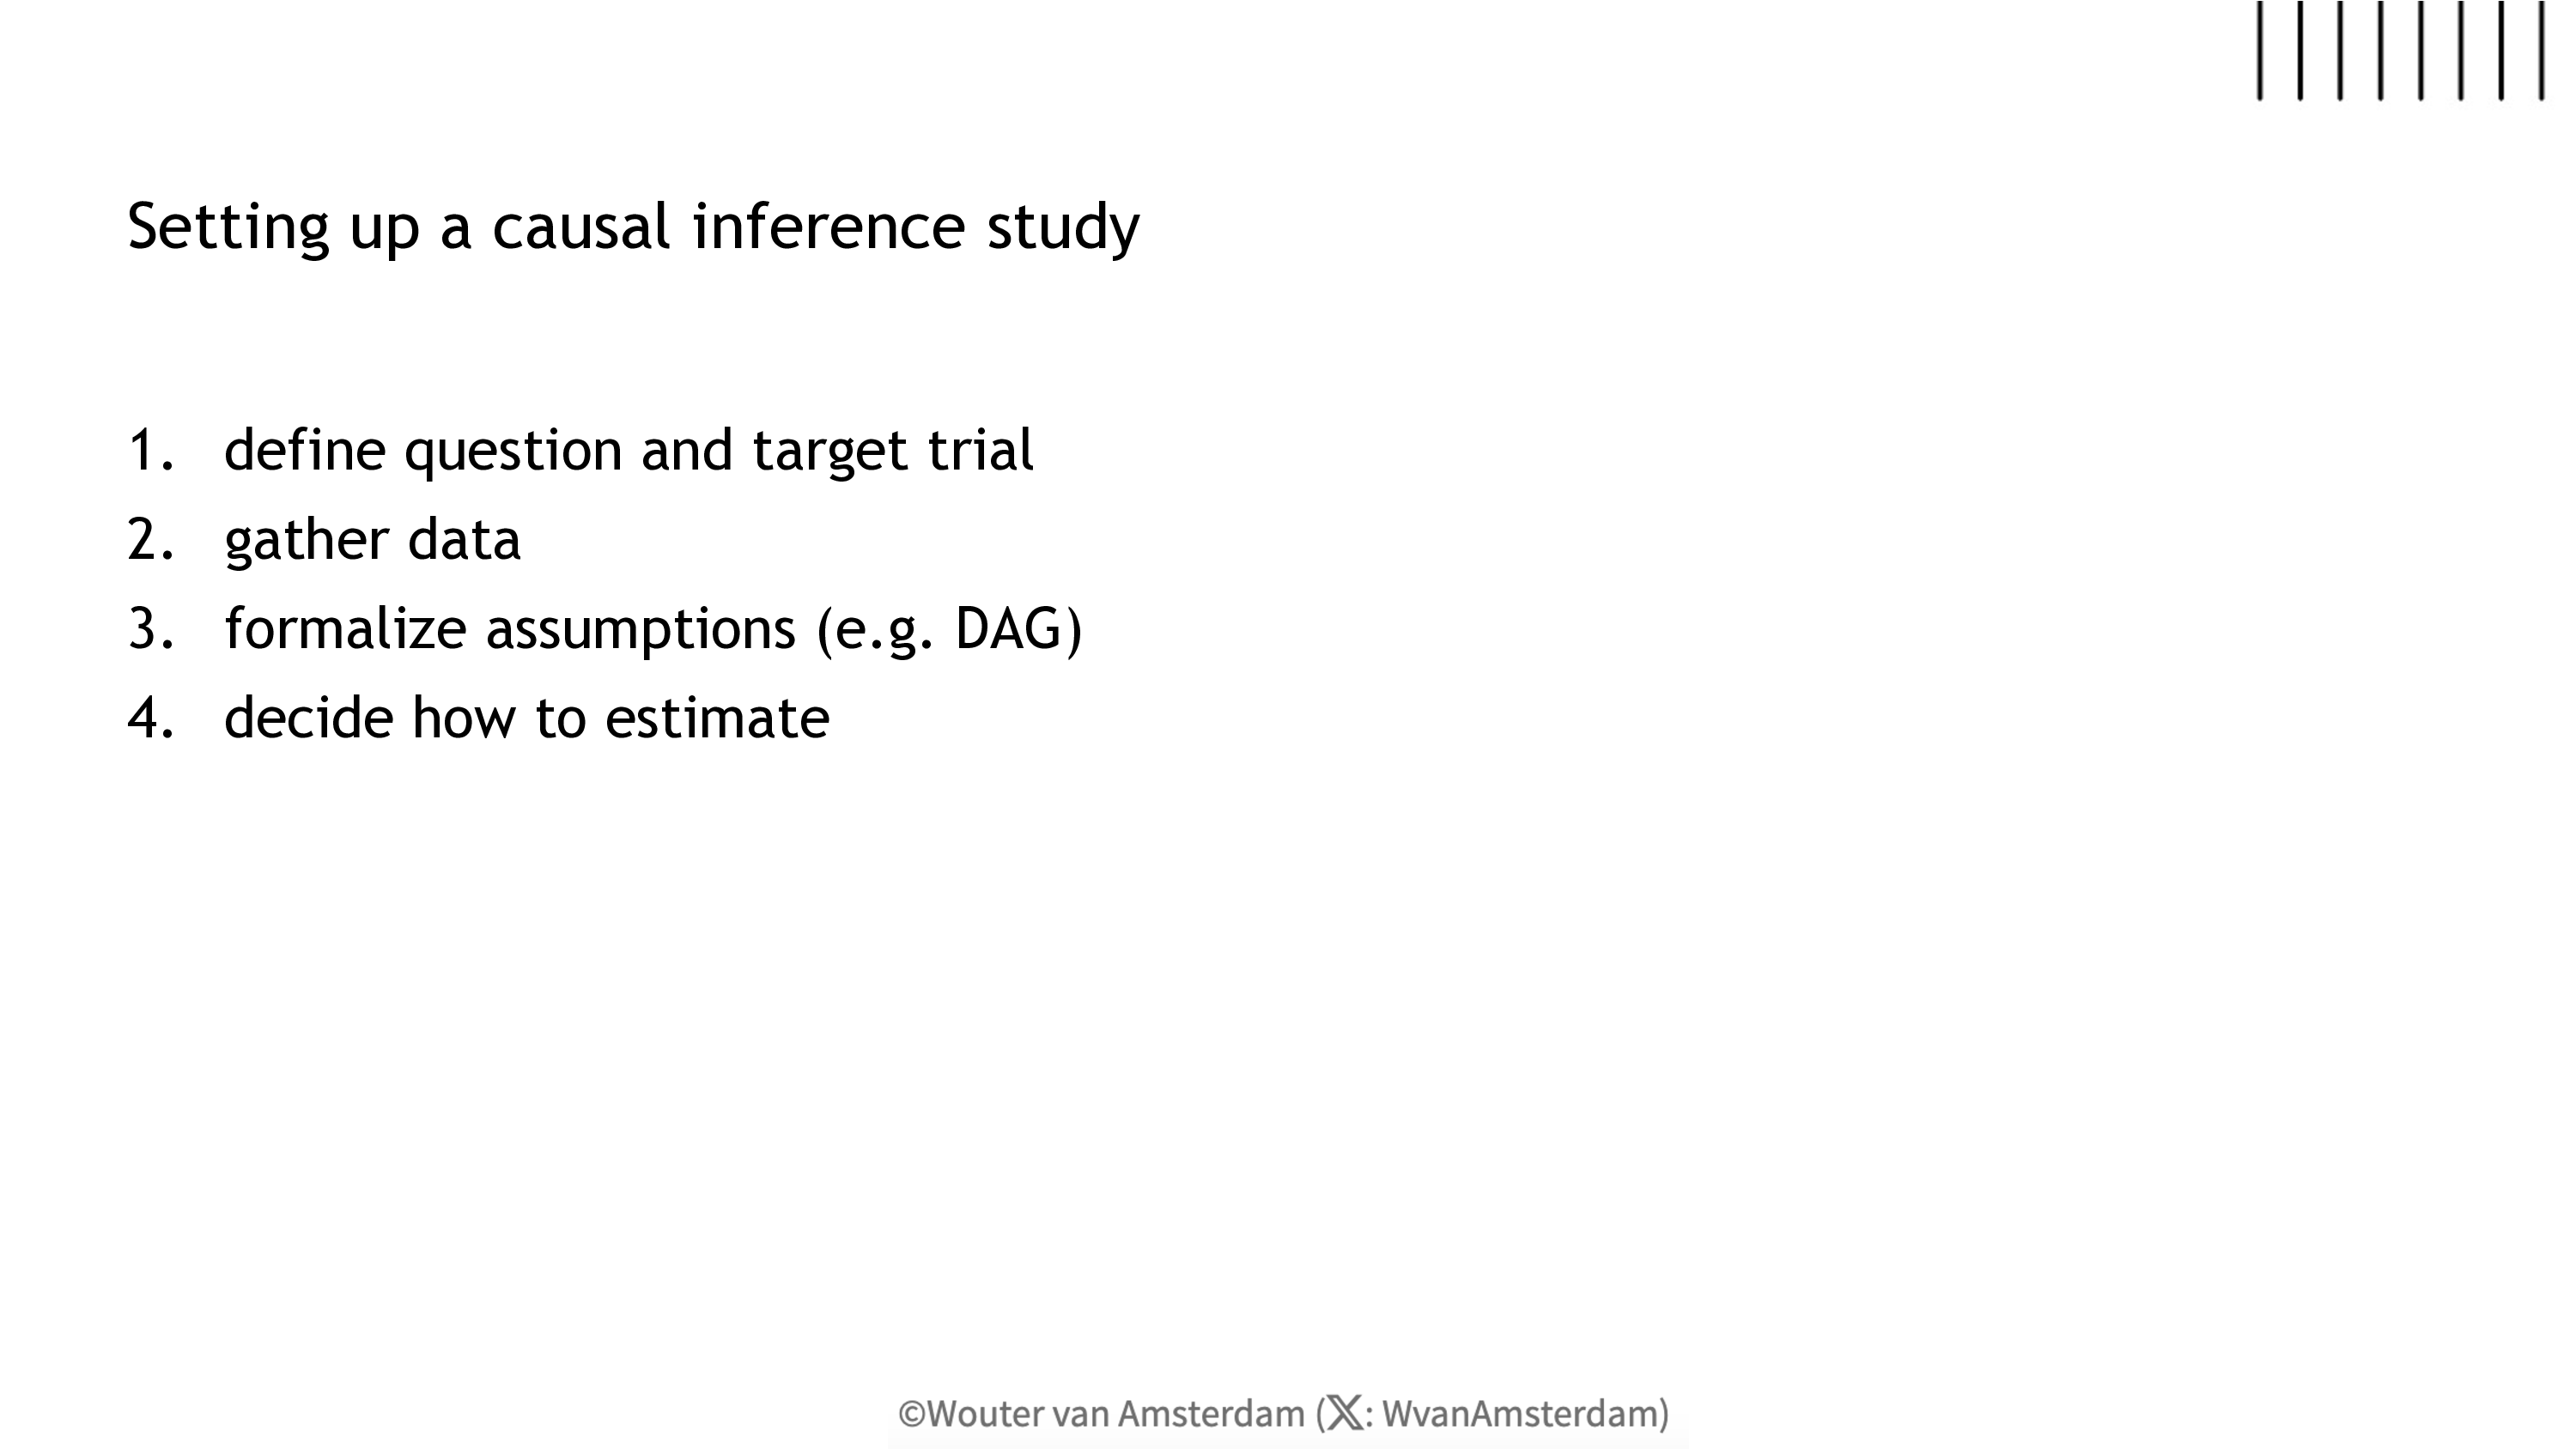 Setting up a causal inference study
1. define question and target trial
2. gather data
3. formalize assumptions (e.g. DAG)
4. decide how to estimate
©Wouter van Amsterdam (𝕏: WvanAmsterdam)